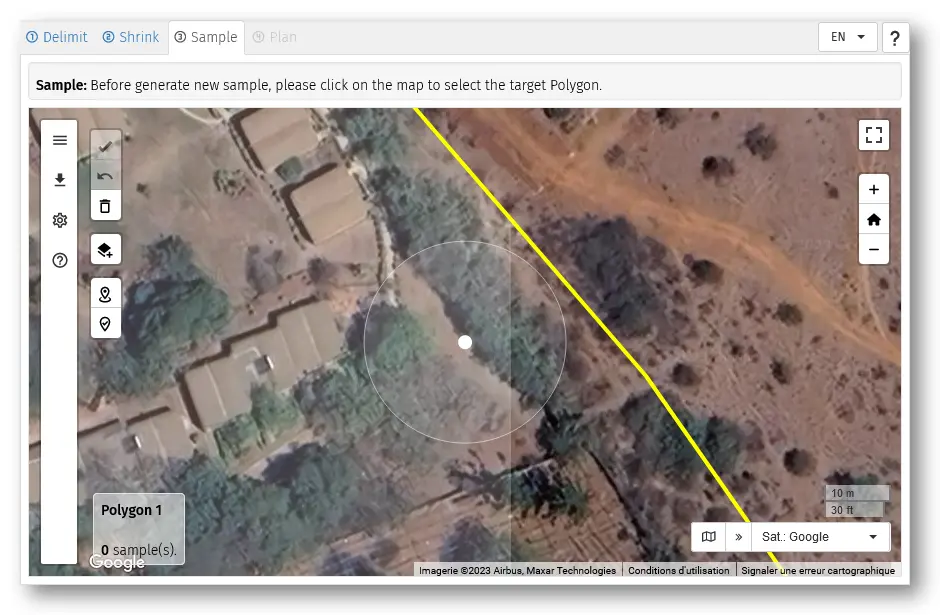 ① Delimit ② Shrink ③ Sample ④ Plan EN ?
Sample: Before generate new sample, please click on the map to select the target Polygon.
+
−
10 m
30 ft
Polygon 1
0 sample(s).
» Sat.: Google
Google
Imagerie ©2023 Airbus, Maxar Technologies Conditions d'utilisation Signaler une erreur cartographique